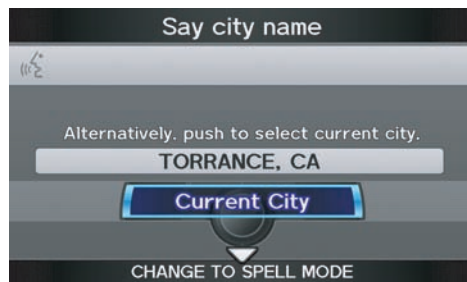 Say city name
Alternatively, push to select current city.
TORRANCE, CA
Current City
CHANGE TO SPELL MODE